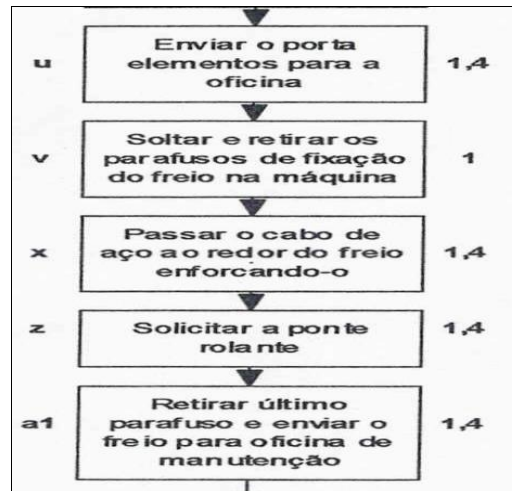 Enviar o porta
u elementos para a 1,4
oficina
Soltar e retirar os
v parafusos de fixação 1
do freio na máquina
Passar o cabo de
x aço ao redor do freio 1,4
enforcando-o
z Solicitar a ponte 1,4
rolante
Retirar último
a1 parafuso e enviar o 1,4
freio para oficina de
manutenção